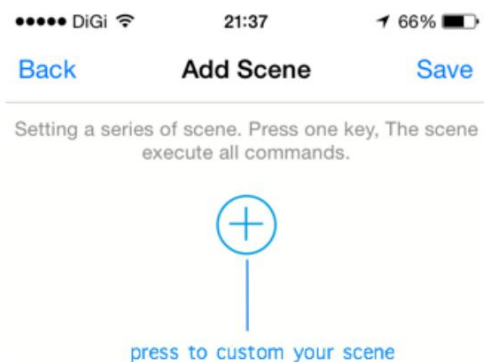 DiGi 21:37 66%
Back Add Scene Save
Setting a series of scene. Press one key, The scene
execute all commands.
press to custom your scene